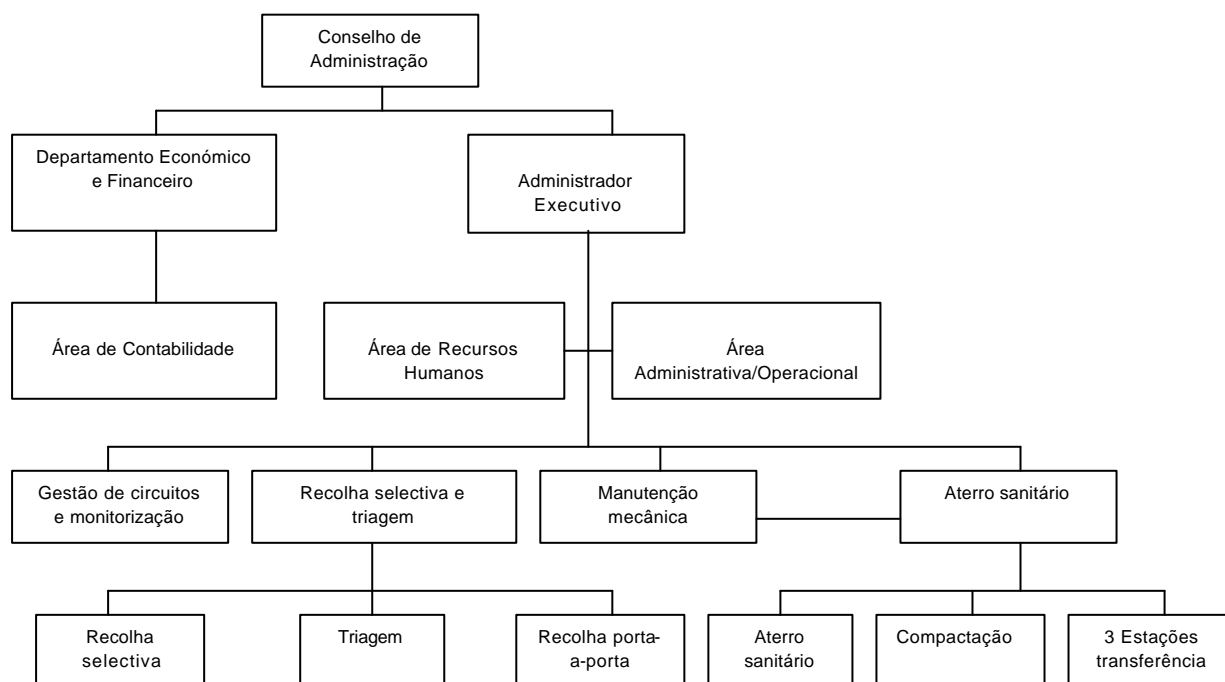 Conselho de
Administração
Departamento Económico
e Financeiro
Administrador
Executivo
Área de Contabilidade
Área de Recursos
Humanos
Área
Administrativa/Operacional
Gestão de circuitos
e monitorização
Recolha selectiva e
triagem
Manutenção
mecânica
Aterro sanitário
Recolha
selectiva
Triagem
Recolha porta-
a-porta
Aterro
sanitário
Compactação
3 Estações
transferência